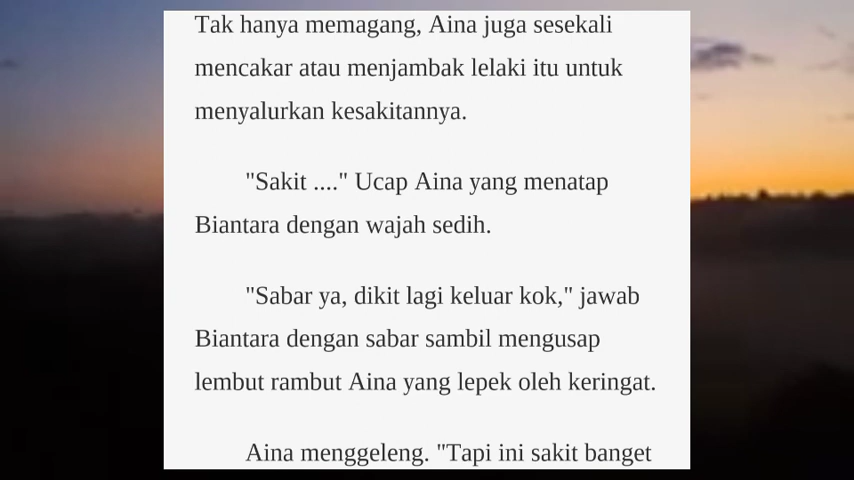 Tak hanya memagang, Aina juga sesekali
mencakar atau menjambak lelaki itu untuk
menyalurkan kesakitannya.
"Sakit ...." Ucap Aina yang menatap
Biantara dengan wajah sedih.
"Sabar ya, dikit lagi keluar kok," jawab
Biantara dengan sabar sambil mengusap
lembut rambut Aina yang lepek oleh keringat.
Aina menggeleng. "Tapi ini sakit banget